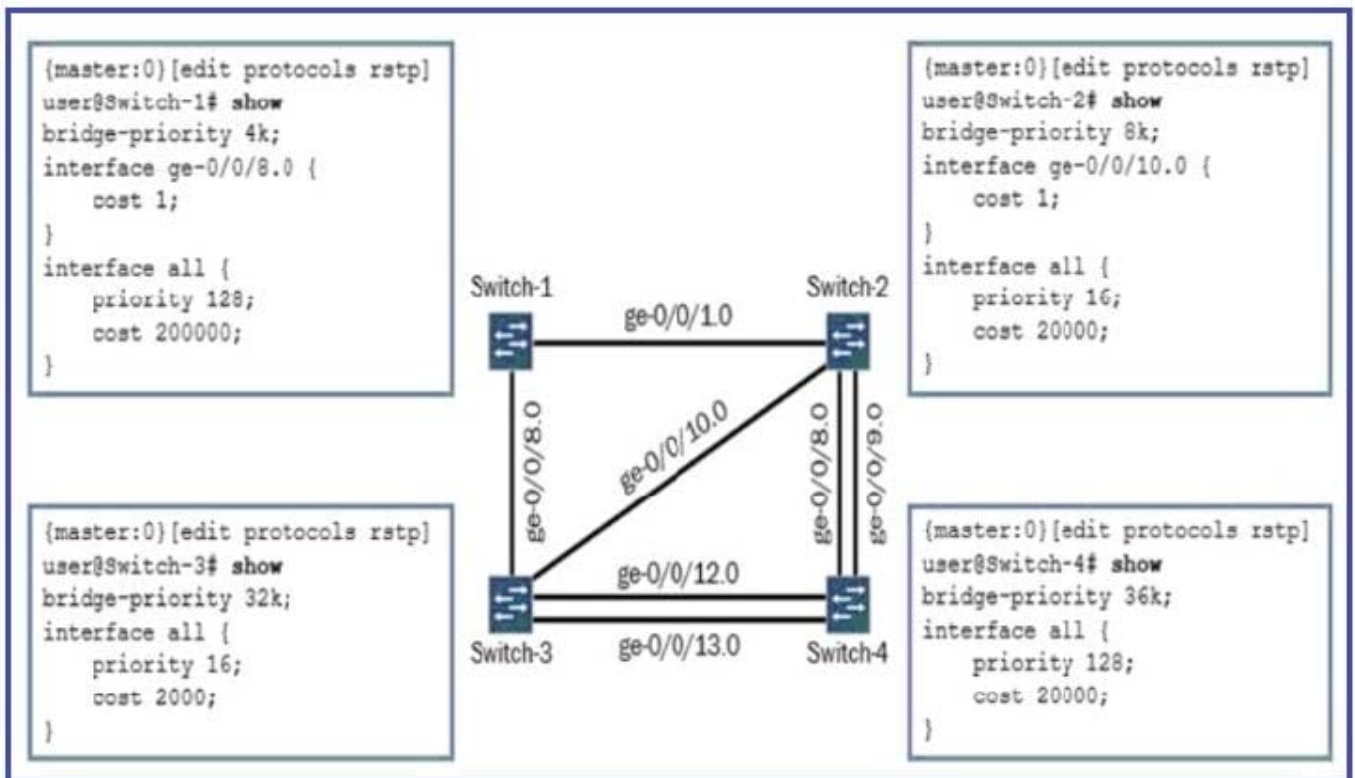 {master:0}[edit protocols rstp]
user@Switch-1# show
bridge-priority 4k;
interface ge-0/0/8.0 {
cost 1;
}
interface all {
priority 128;
cost 200000;
}
{master:0}[edit protocols rstp]
user@Switch-2# show
bridge-priority 8k;
interface ge-0/0/10.0 {
cost 1;
}
interface all {
priority 16;
cost 20000;
}
Switch-1
Switch-2
ge-0/0/1.0
ge-0/0/8.0
ge-0/0/10.0
ge-0/0/8.0
ge-0/0/9.0
ge-0/0/12.0
Switch-3
ge-0/0/13.0
Switch-4
{master:0}[edit protocols rstp]
user@Switch-3# show
bridge-priority 32k;
interface all {
priority 16;
cost 2000;
}
{master:0}[edit protocols rstp]
user@Switch-4# show
bridge-priority 36k;
interface all {
priority 128;
cost 20000;
}